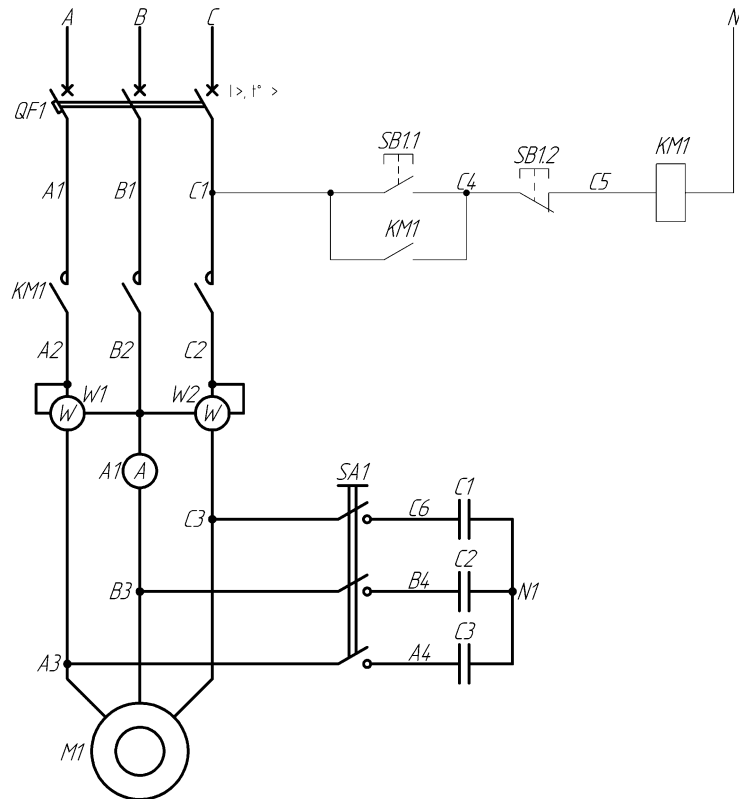 A B C N
QF1 I >, t° >
SB1.1 SB1.2 KM1
A1 B1 C1 C4 C5
KM1
KM1
A2 B2 C2
W1 W2
W W
A1 A SA1
C1
C3 C6
C2
B3 B4 N1
C3
A3 A4
M1